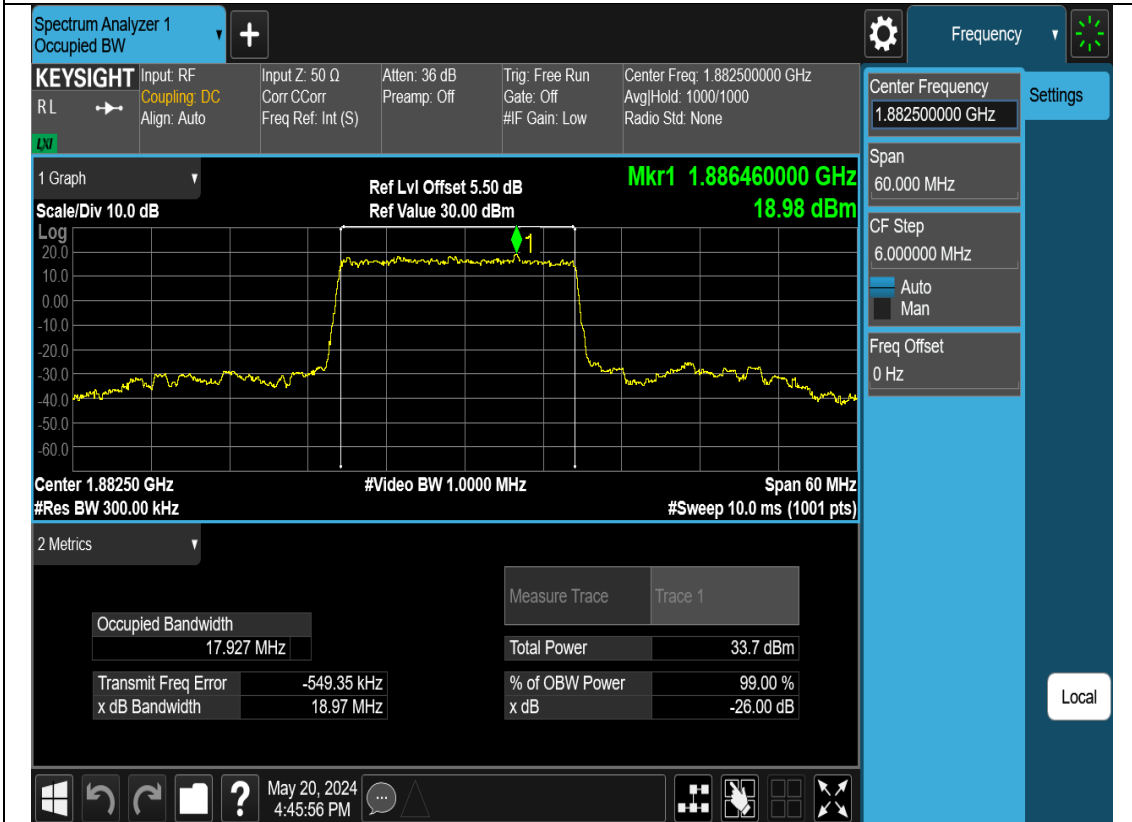 Spectrum Analyzer 1
Occupied BW
Frequency
KEYSIGHT
R L
LXI
Input: RF
Coupling: DC
Align: Auto
Input Z: 50 Ω
Corr CCorr
Freq Ref: Int (S)
Atten: 36 dB
Preamp: Off
Trig: Free Run
Gate: Off
#IF Gain: Low
Center Freq: 1.882500000 GHz
Avg|Hold: 1000/1000
Radio Std: None
Center Frequency
1.882500000 GHz
Settings
Span
60.000 MHz
CF Step
6.000000 MHz
Auto
Man
Freq Offset
0 Hz
Local
1 Graph
Ref Lvl Offset 5.50 dB
Mkr1 1.886460000 GHz
Scale/Div 10.0 dB
Ref Value 30.00 dBm
18.98 dBm
Log
1
20.0
10.0
0.00
-10.0
-20.0
-30.0
-40.0
-50.0
-60.0
Center 1.88250 GHz
#Video BW 1.0000 MHz
Span 60 MHz
#Res BW 300.00 kHz
#Sweep 10.0 ms (1001 pts)
2 Metrics
Measure Trace
Trace 1
Occupied Bandwidth
17.927 MHz
Total Power
33.7 dBm
Transmit Freq Error
-549.35 kHz
% of OBW Power
99.00 %
x dB Bandwidth
18.97 MHz
x dB
-26.00 dB
?
May 20, 2024
4:45:56 PM